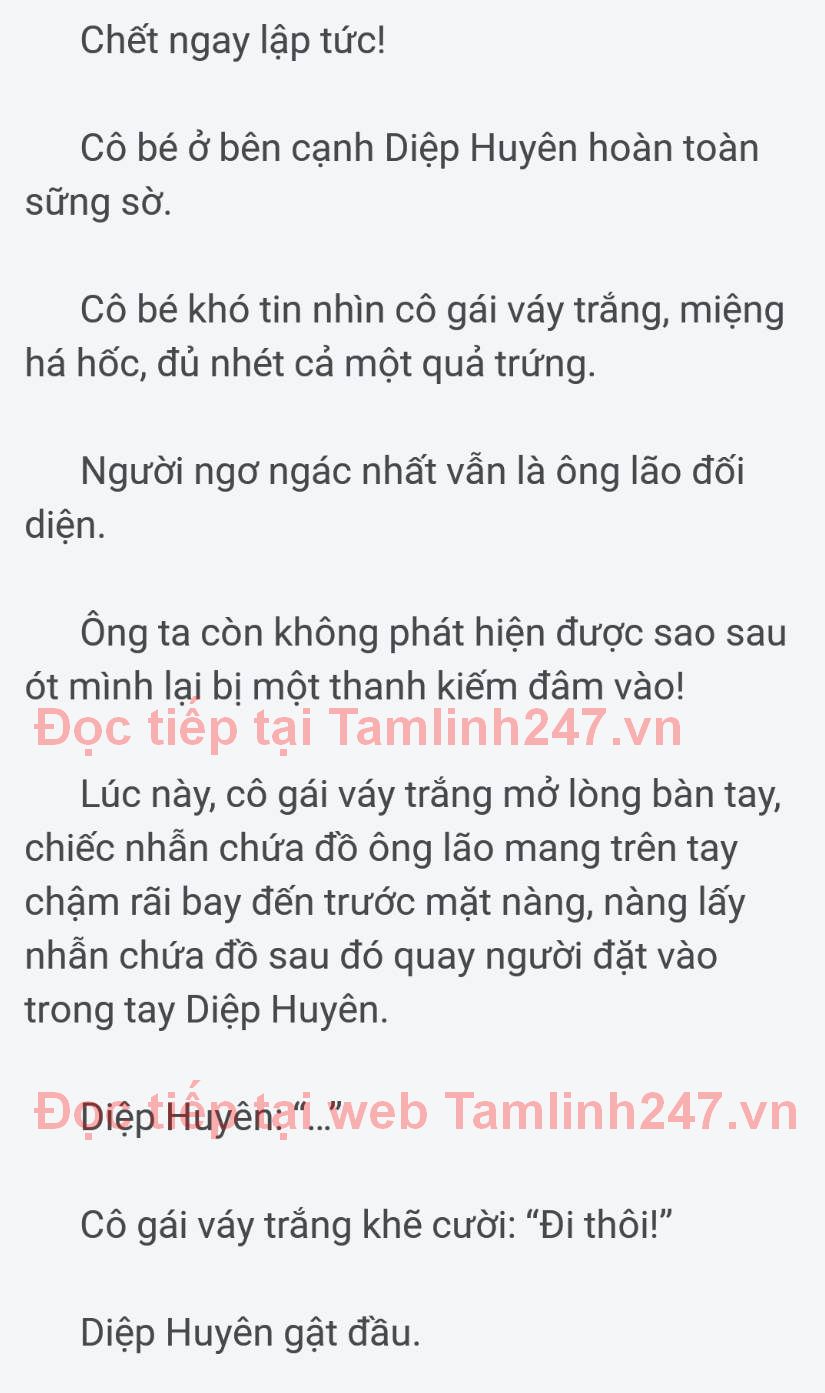 Chết ngay lập tức!
Cô bé ở bên cạnh Diệp Huyên hoàn toàn
sững sờ.
Cô bé khó tin nhìn cô gái váy trắng, miệng
há hốc, đủ nhét cả một quả trứng.
Người ngơ ngác nhất vẫn là ông lão đối
diện.
Ông ta còn không phát hiện được sao sau
ót mình lại bị một thanh kiếm đâm vào!
Đọc tiếp tại Tamlinh247.vn
Lúc này, cô gái váy trắng mở lòng bàn tay,
chiếc nhẫn chứa đồ ông lão mang trên tay
chậm rãi bay đến trước mặt nàng, nàng lấy
nhẫn chứa đồ sau đó quay người đặt vào
trong tay Diệp Huyên.
Đọc tiếp tại web Tamlinh247.vn
Diệp Huyên: “...”
Cô gái váy trắng khẽ cười: “Đi thôi!”
Diệp Huyên gật đầu.